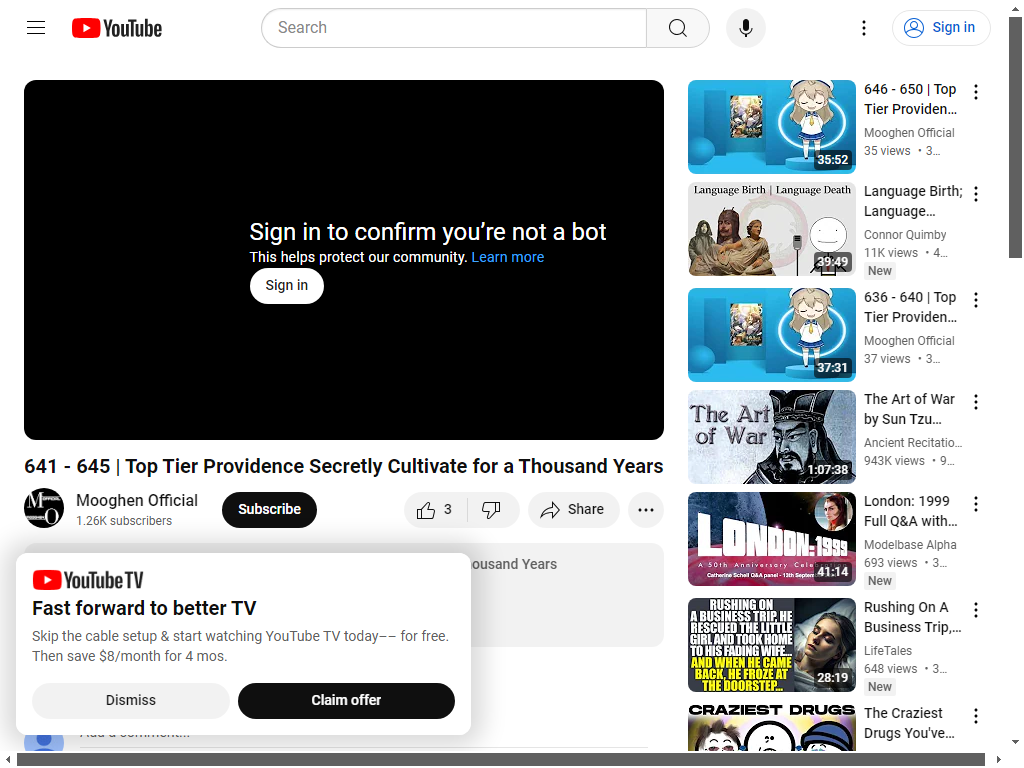 YouTube
Search
Sign in
Sign in to confirm you're not a bot
This helps protect our community. Learn more
Sign in
641 - 645 | Top Tier Providence Secretly Cultivate for a Thousand Years
Mooghen Official
1.26K subscribers
Subscribe
3
Share
ousand Years
YouTube TV
Fast forward to better TV
Skip the cable setup & start watching YouTube TV today–– for free.
Then save $8/month for 4 mos.
Dismiss
Claim offer
Add a comment...
35:52
646 - 650 | Top
Tier Providen...
Mooghen Official
35 views • 3...
Language Birth | Language Death
39:49
Language Birth;
Language...
Connor Quimby
11K views • 4...
New
37:31
636 - 640 | Top
Tier Providen...
Mooghen Official
37 views • 3...
The Art
of War
1:07:38
The Art of War
by Sun Tzu...
Ancient Recitatio...
943K views • 9...
LONDON:1999
A 50th Anniversary Celebration
Catherine Schell Q&A panel - 13th Septem
41:14
London: 1999
Full Q&A with...
Modelbase Alpha
693 views • 3...
New
RUSHING ON
A BUSINESS TRIP, HE
RESCUED THE LITTLE
GIRL AND TOOK HOME
TO HIS FADING WIFE...
AND WHEN HE CAME
BACK, HE FROZE AT
THE DOORSTEP...
28:19
Rushing On A
Business Trip,...
LifeTales
648 views • 3...
New
CRAZIEST DRUGS
The Craziest
Drugs You've...